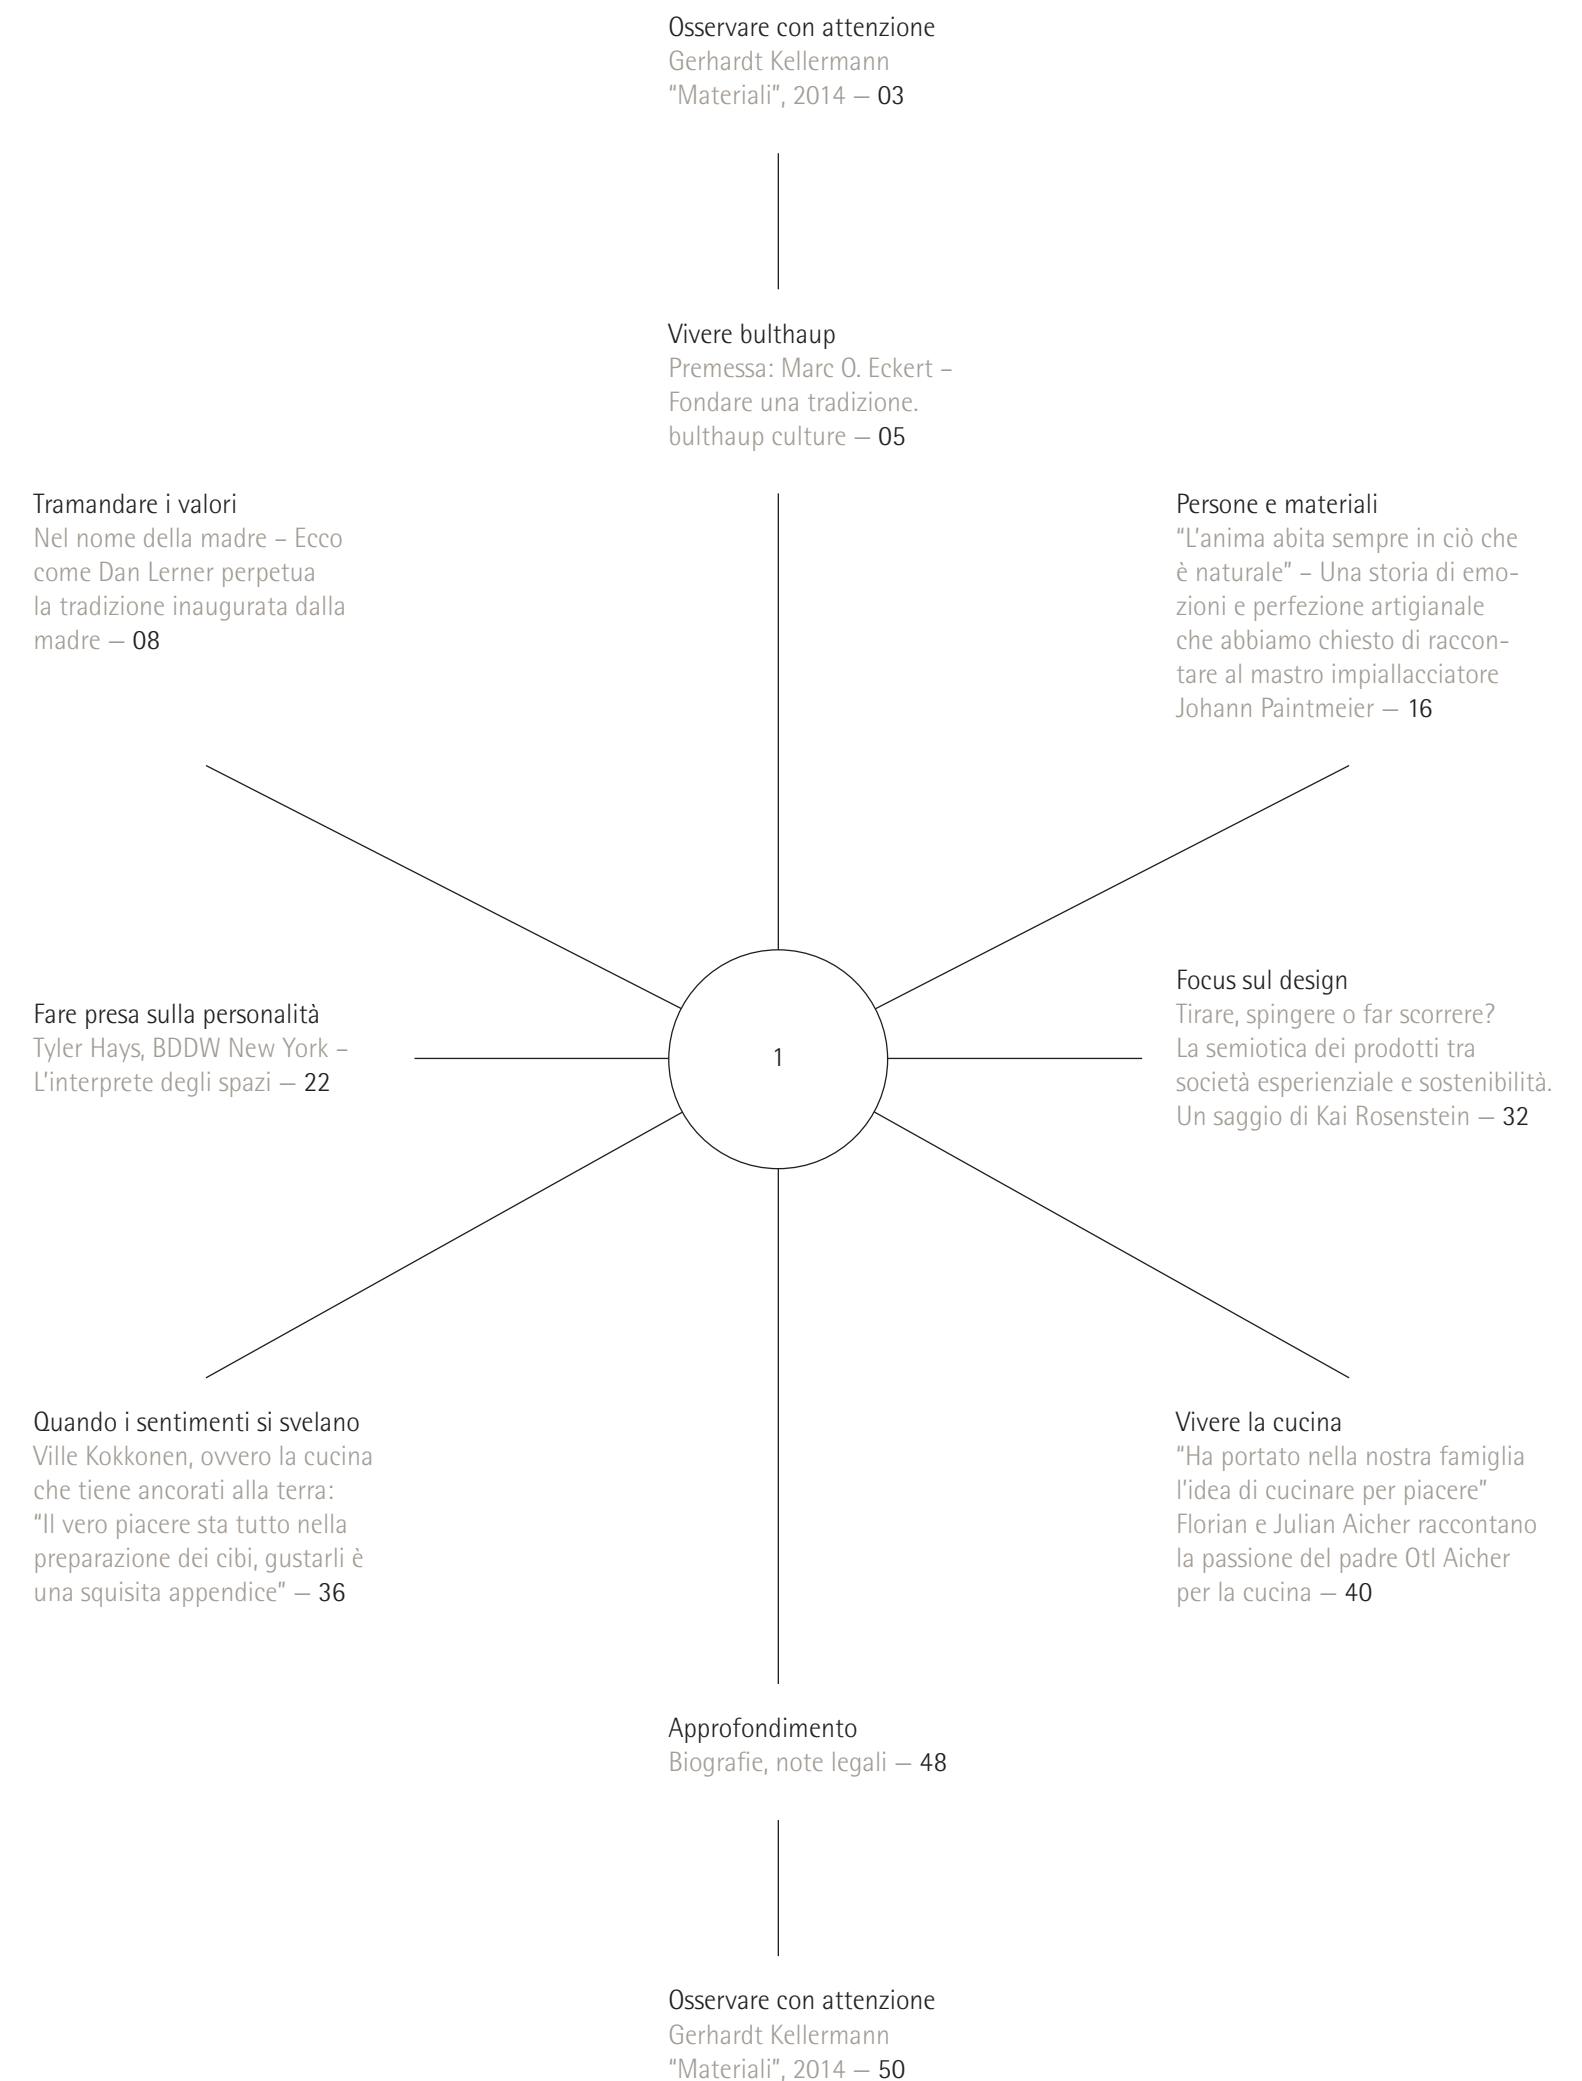 Osservare con attenzione
Gerhardt Kellermann
“Materiali”, 2014 — 03
Vivere bulthaup
Premessa: Marc O. Eckert –
Fondare una tradizione.
bulthaup culture — 05
Tramandare i valori
Nel nome della madre – Ecco
come Dan Lerner perpetua
la tradizione inaugurata dalla
madre — 08
Persone e materiali
“L’anima abita sempre in ciò che
è naturale” – Una storia di emo-
zioni e perfezione artigianale
che abbiamo chiesto di raccon-
tare al mastro impiallacciatore
Johann Paintmeier — 16
Fare presa sulla personalità
Tyler Hays, BDDW New York –
L’interprete degli spazi — 22
1
Focus sul design
Tirare, spingere o far scorrere?
La semiotica dei prodotti tra
società esperienziale e sostenibilità.
Un saggio di Kai Rosenstein — 32
Quando i sentimenti si svelano
Ville Kokkonen, ovvero la cucina
che tiene ancorati alla terra:
“Il vero piacere sta tutto nella
preparazione dei cibi, gustarli è
una squisita appendice” — 36
Vivere la cucina
“Ha portato nella nostra famiglia
l’idea di cucinare per piacere”
Florian e Julian Aicher raccontano
la passione del padre Otl Aicher
per la cucina — 40
Approfondimento
Biografie, note legali — 48
Osservare con attenzione
Gerhardt Kellermann
“Materiali”, 2014 — 50